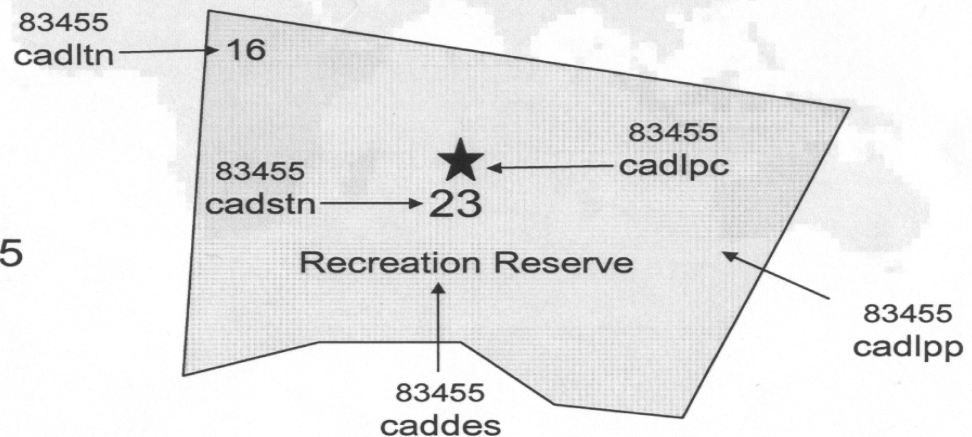 83455
cadltn
16
83455
cadlpc
83455
cadstn
23
5
Recreation Reserve
83455
cadlpp
83455
caddes